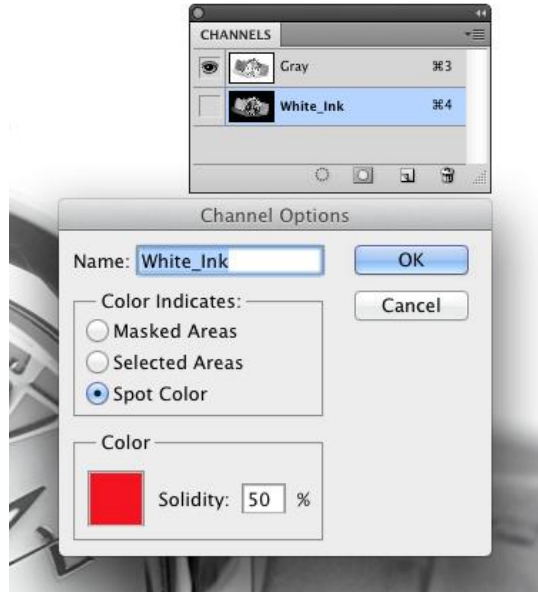 CHANNELS
Gray ⌘3
White_Ink ⌘4
Channel Options
Name: White_Ink OK
Color Indicates: Cancel
Masked Areas
Selected Areas
Spot Color
Color
Solidity: 50 %